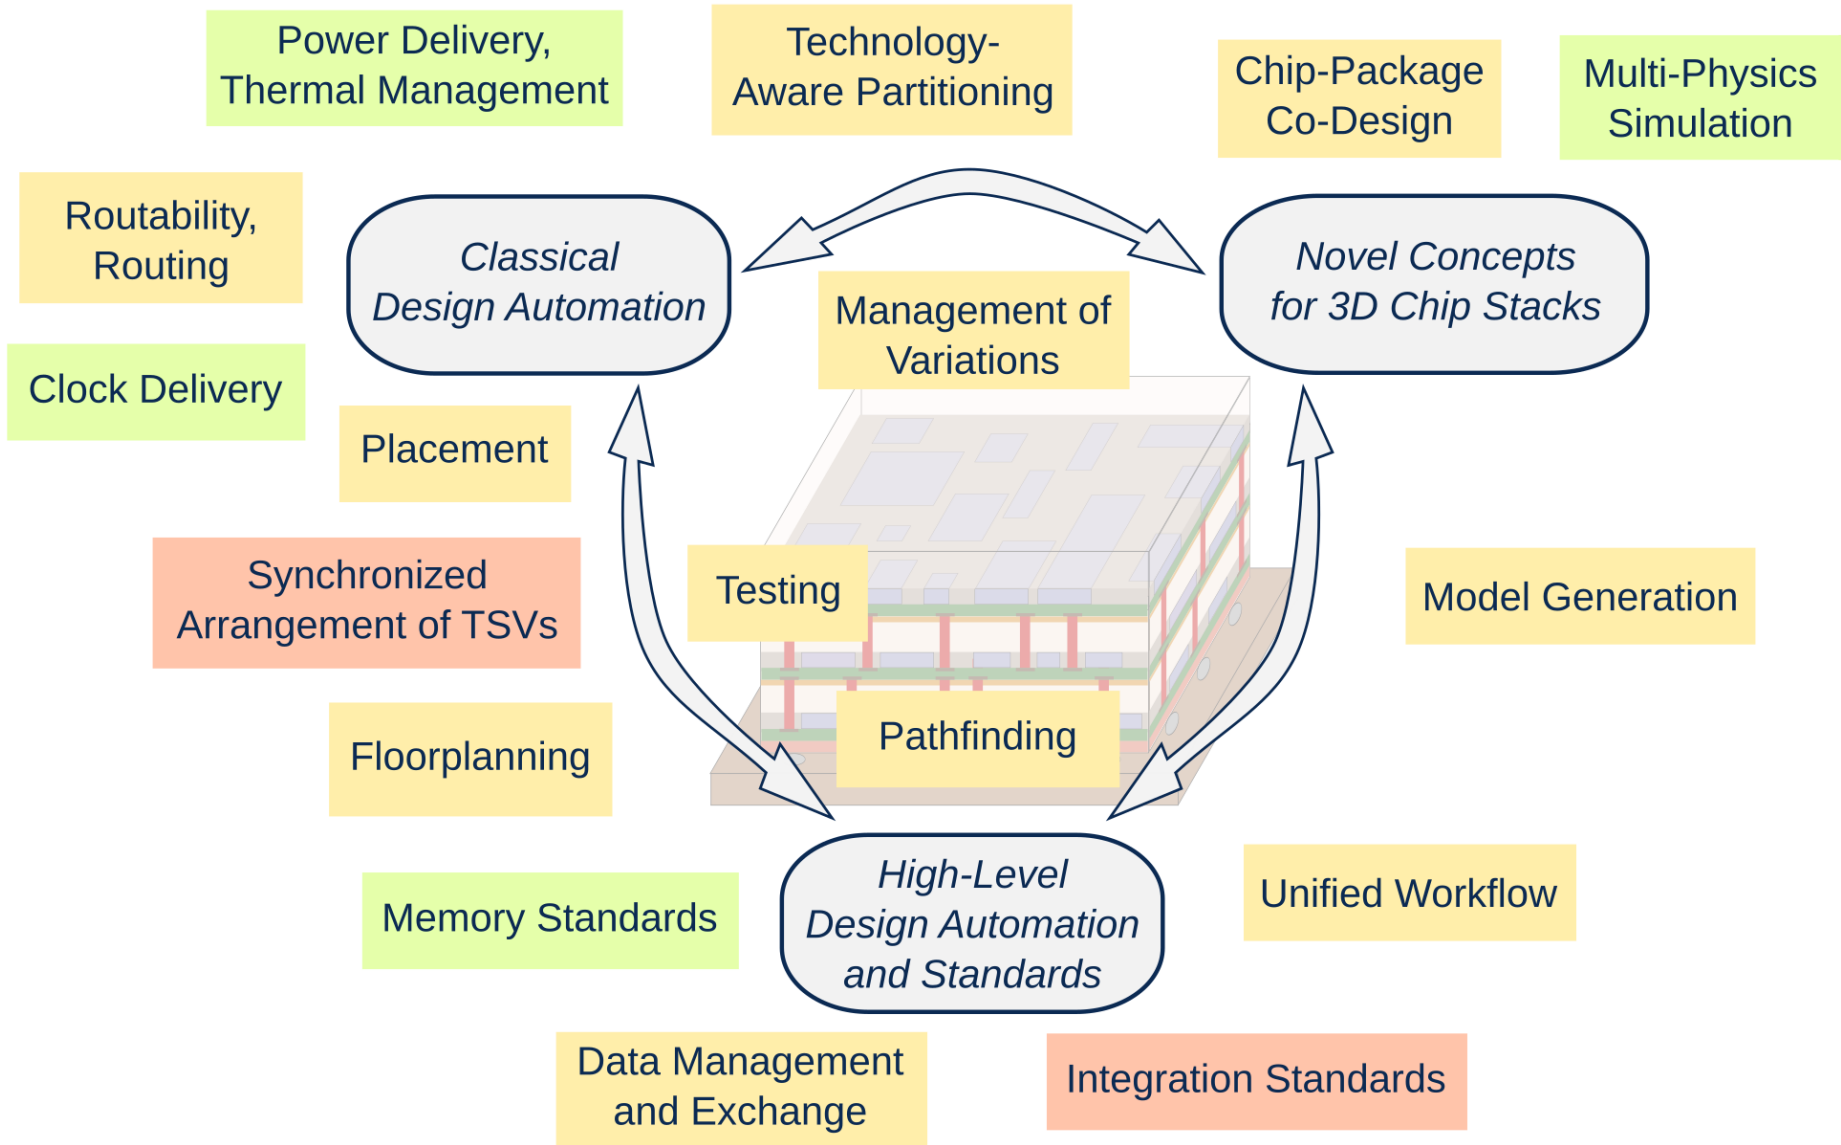 Power Delivery,
Thermal Management
Technology-
Aware Partitioning
Chip-Package
Co-Design
Multi-Physics
Simulation
Routability,
Routing
Classical
Design Automation
Novel Concepts
for 3D Chip Stacks
Management of
Variations
Clock Delivery
Placement
Synchronized
Arrangement of TSVs
Testing
Model Generation
Floorplanning
Pathfinding
Memory Standards
High-Level
Design Automation
and Standards
Unified Workflow
Data Management
and Exchange
Integration Standards